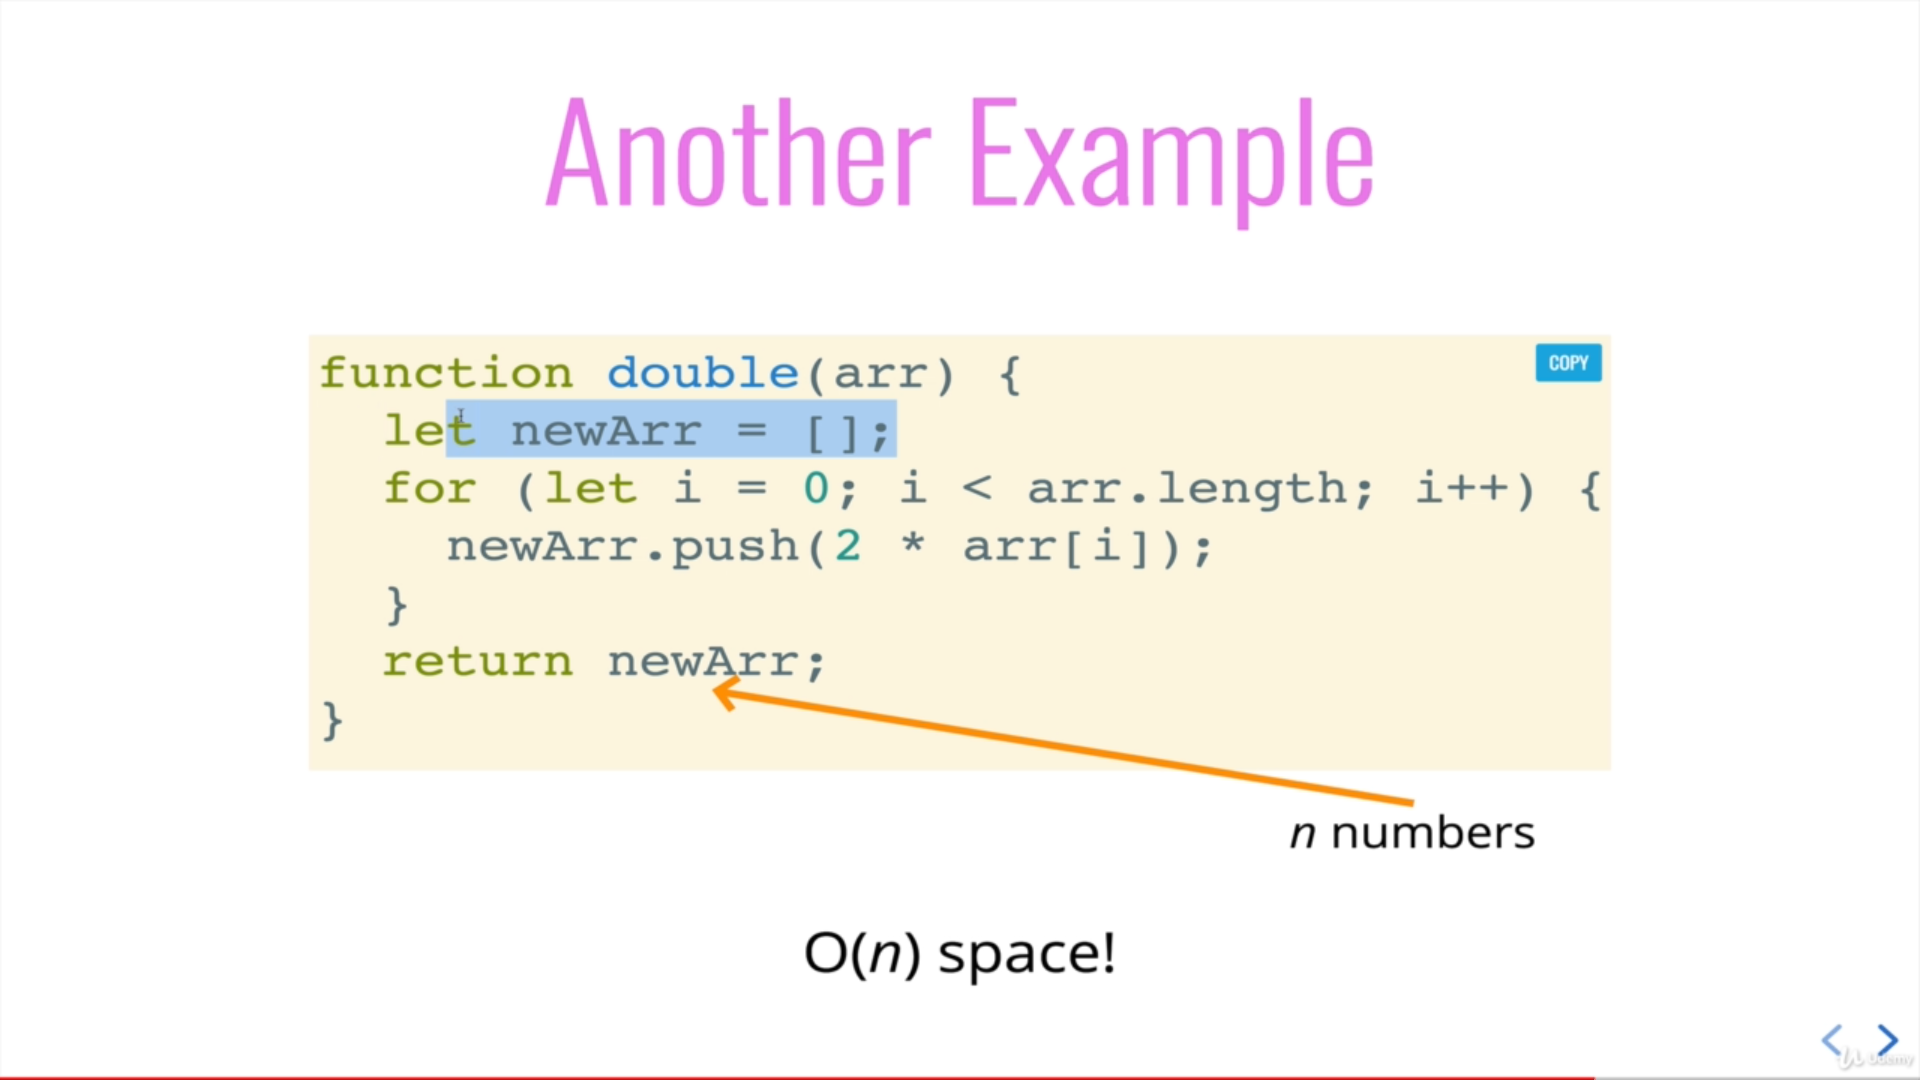 Another Example
function double(arr) {
COPY
let newArr = [];
for (let i = 0; i < arr.length; i++) {
newArr.push(2 * arr[i]);
}
return newArr;
}
n numbers
O(n) space!
Udemy